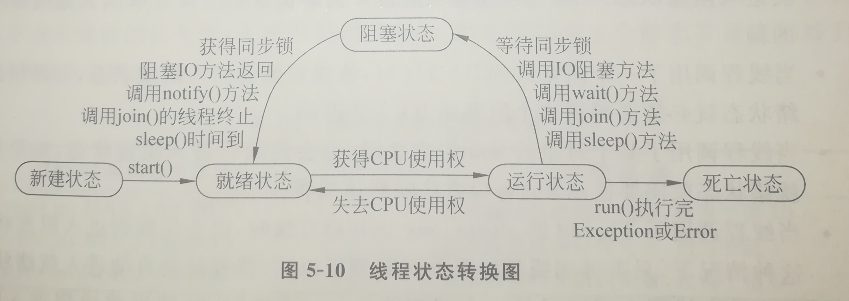 阻塞状态
获得同步锁
阻塞IO方法返回
调用notify()方法
调用join()的线程终止
sleep()时间到
等待同步锁
调用IO阻塞方法
调用wait()方法
调用join()方法
调用sleep()方法
新建状态
start()
就绪状态
获得CPU使用权
失去CPU使用权
运行状态
死亡状态
run()执行完
Exception或Error
图 5-10 线程状态转换图